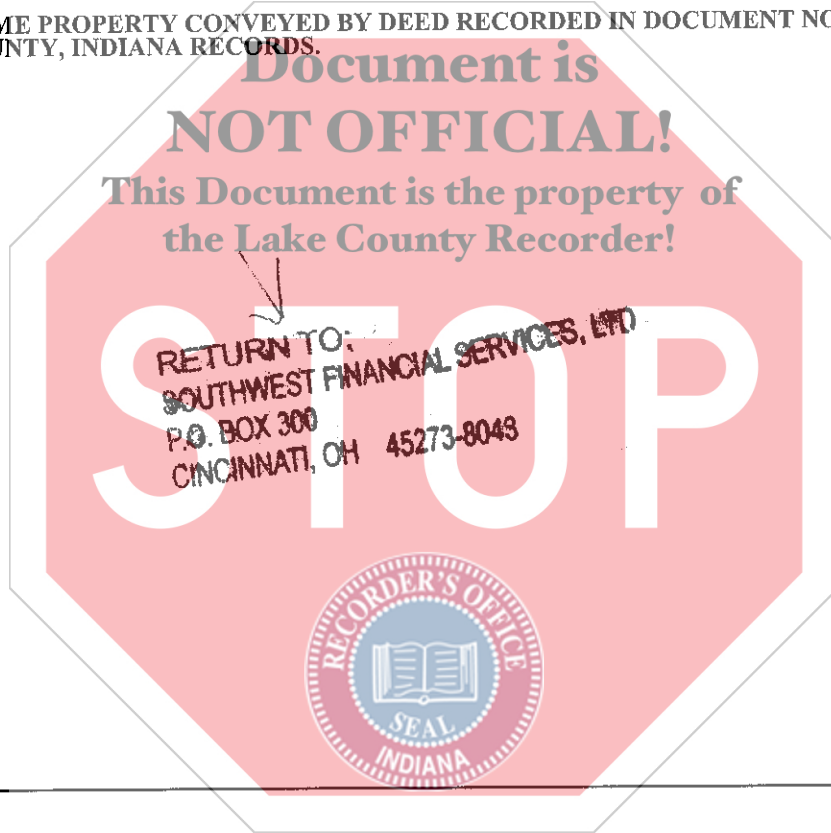 ME PROPERTY CONVEYED BY DEED RECORDED IN DOCUMENT NO
UNTY, INDIANA RECORDS.
Document is
NOT OFFICIAL!
This Document is the property of
the Lake County Recorder!
RETURN TO:
SOUTHWEST FINANCIAL SERVICES, LTD
P.O. BOX 300
CINCINNATI, OH 45273-8043
STOP
RECORDER'S OFFICE
SEAL
INDIANA